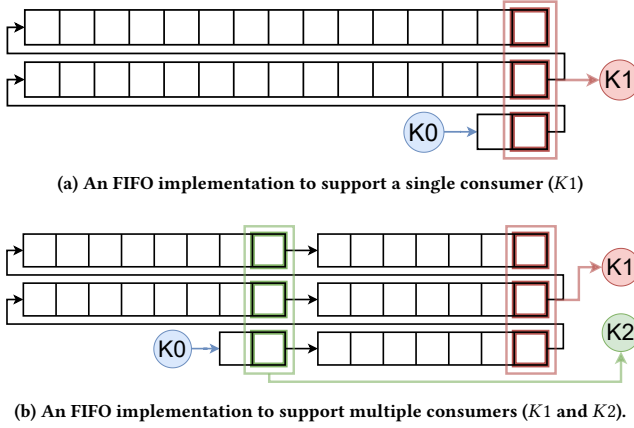 K1
K0
(a) An FIFO implementation to support a single consumer (K1)
K1
K0
K2
(b) An FIFO implementation to support multiple consumers (K1 and K2).